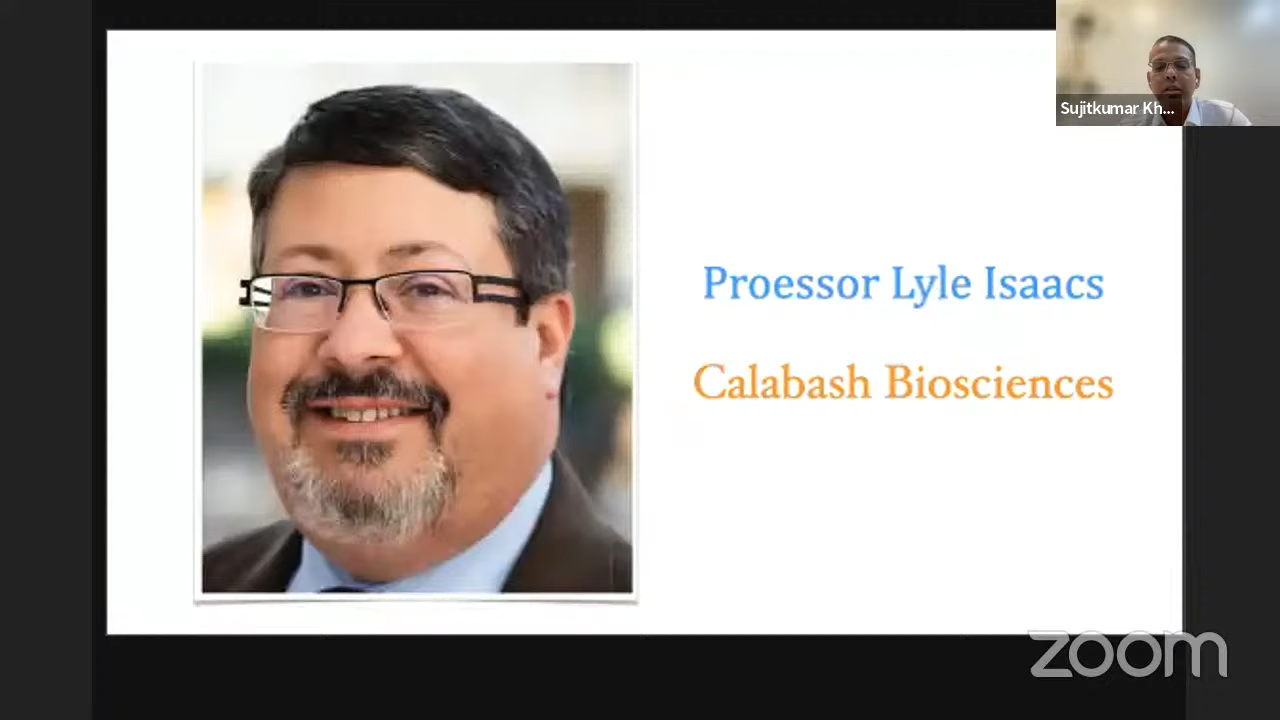 Sujitkumar Kh...
Proessor Lyle Isaacs
Calabash Biosciences
zoom